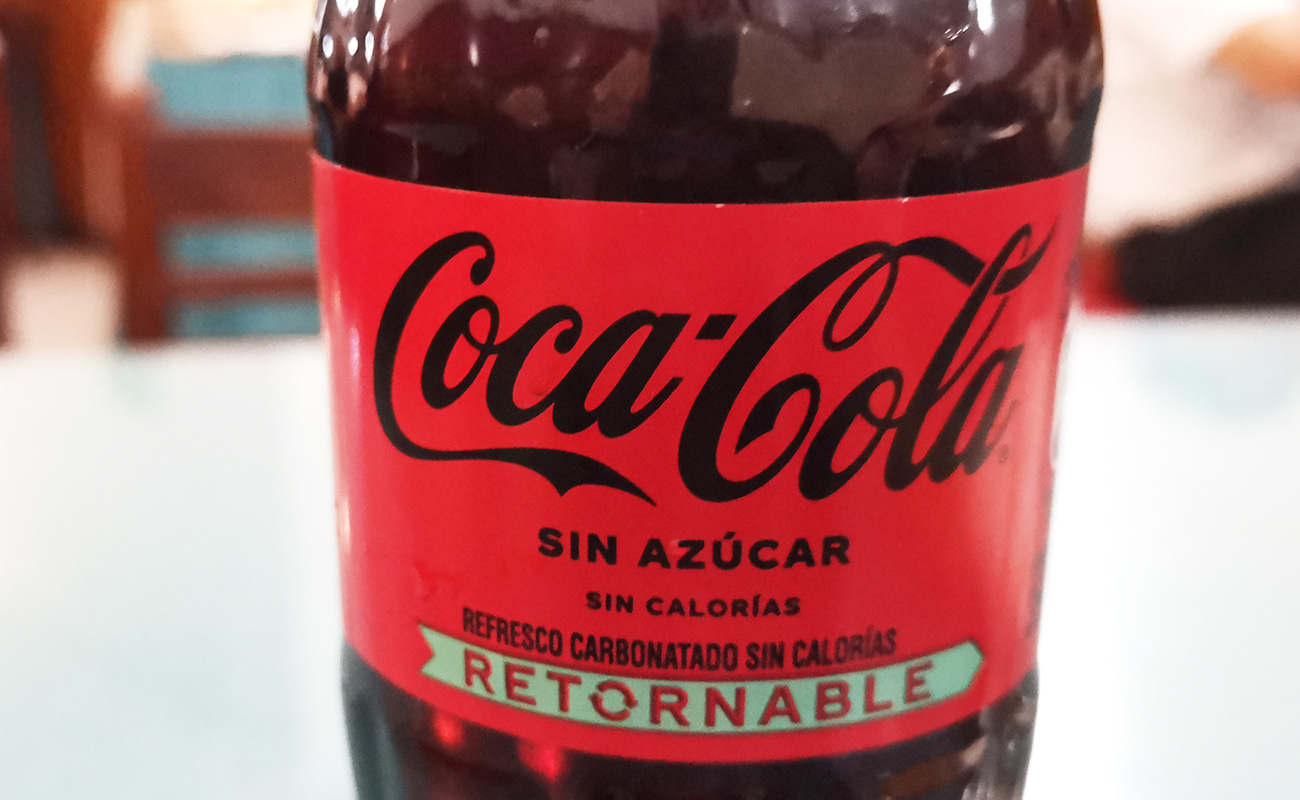 Coca-Cola
SIN AZÚCAR
SIN CALORÍAS
REFRESCO CARBONATADO SIN CALORÍAS
RETORNABLE